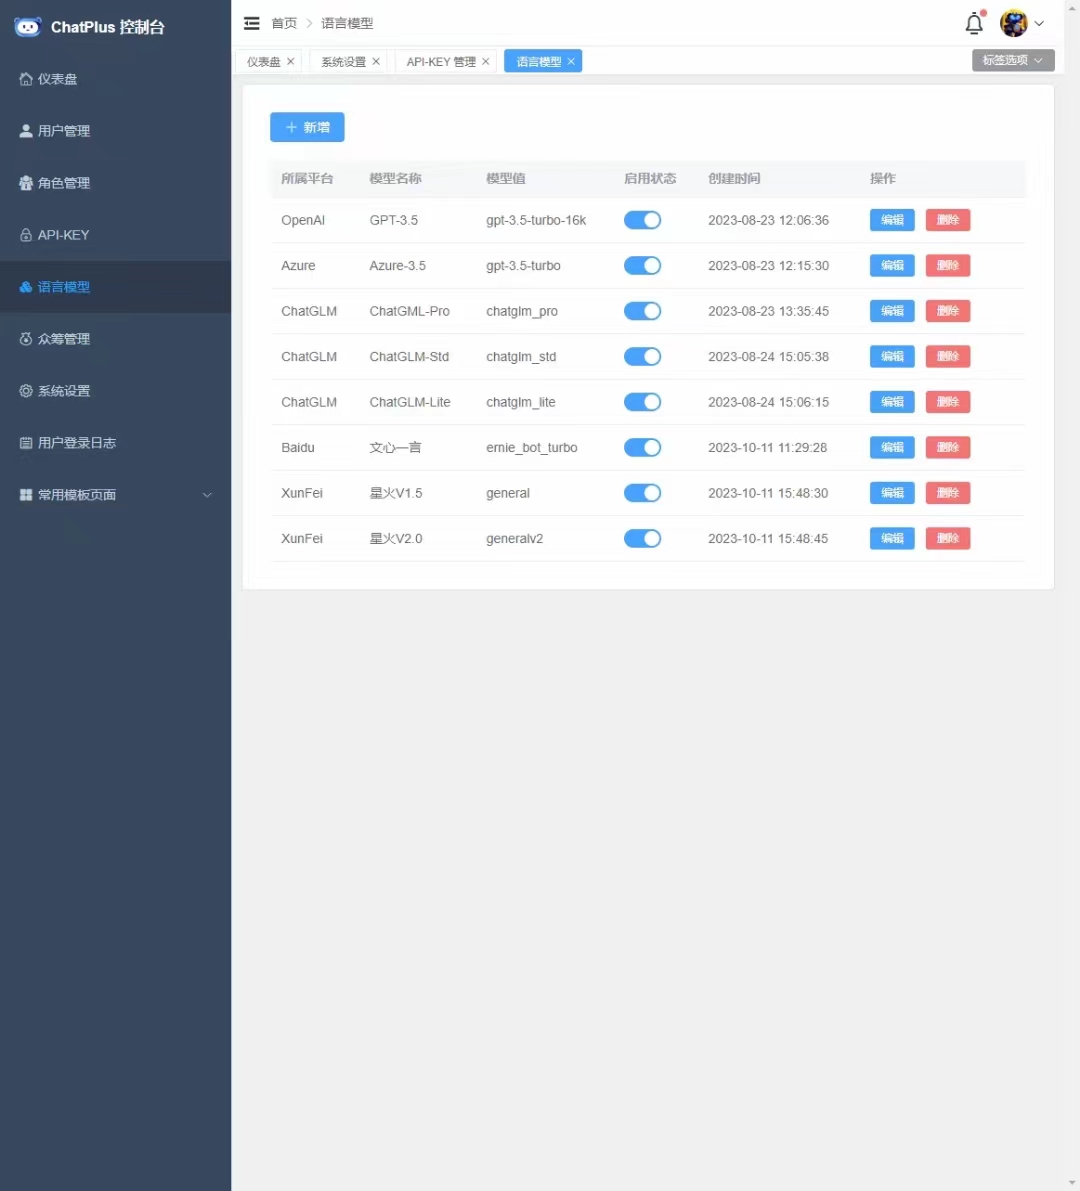 ChatPlus 控制台
仪表盘
用户管理
角色管理
API-KEY
语言模型
众筹管理
系统设置
用户登录日志
常用模板页面
首页 > 语言模型
仪表盘 × 系统设置 × API-KEY 管理 × 语言模型 × 标签选项
+ 新增
所属平台 模型名称 模型值 启用状态 创建时间 操作
OpenAI GPT-3.5 gpt-3.5-turbo-16k 2023-08-23 12:06:36 编辑 删除
Azure Azure-3.5 gpt-3.5-turbo 2023-08-23 12:15:30 编辑 删除
ChatGLM ChatGML-Pro chatglm_pro 2023-08-23 13:35:45 编辑 删除
ChatGLM ChatGLM-Std chatglm_std 2023-08-24 15:05:38 编辑 删除
ChatGLM ChatGLM-Lite chatglm_lite 2023-08-24 15:06:15 编辑 删除
Baidu 文心一言 ernie_bot_turbo 2023-10-11 11:29:28 编辑 删除
XunFei 星火V1.5 general 2023-10-11 15:48:30 编辑 删除
XunFei 星火V2.0 generalv2 2023-10-11 15:48:45 编辑 删除